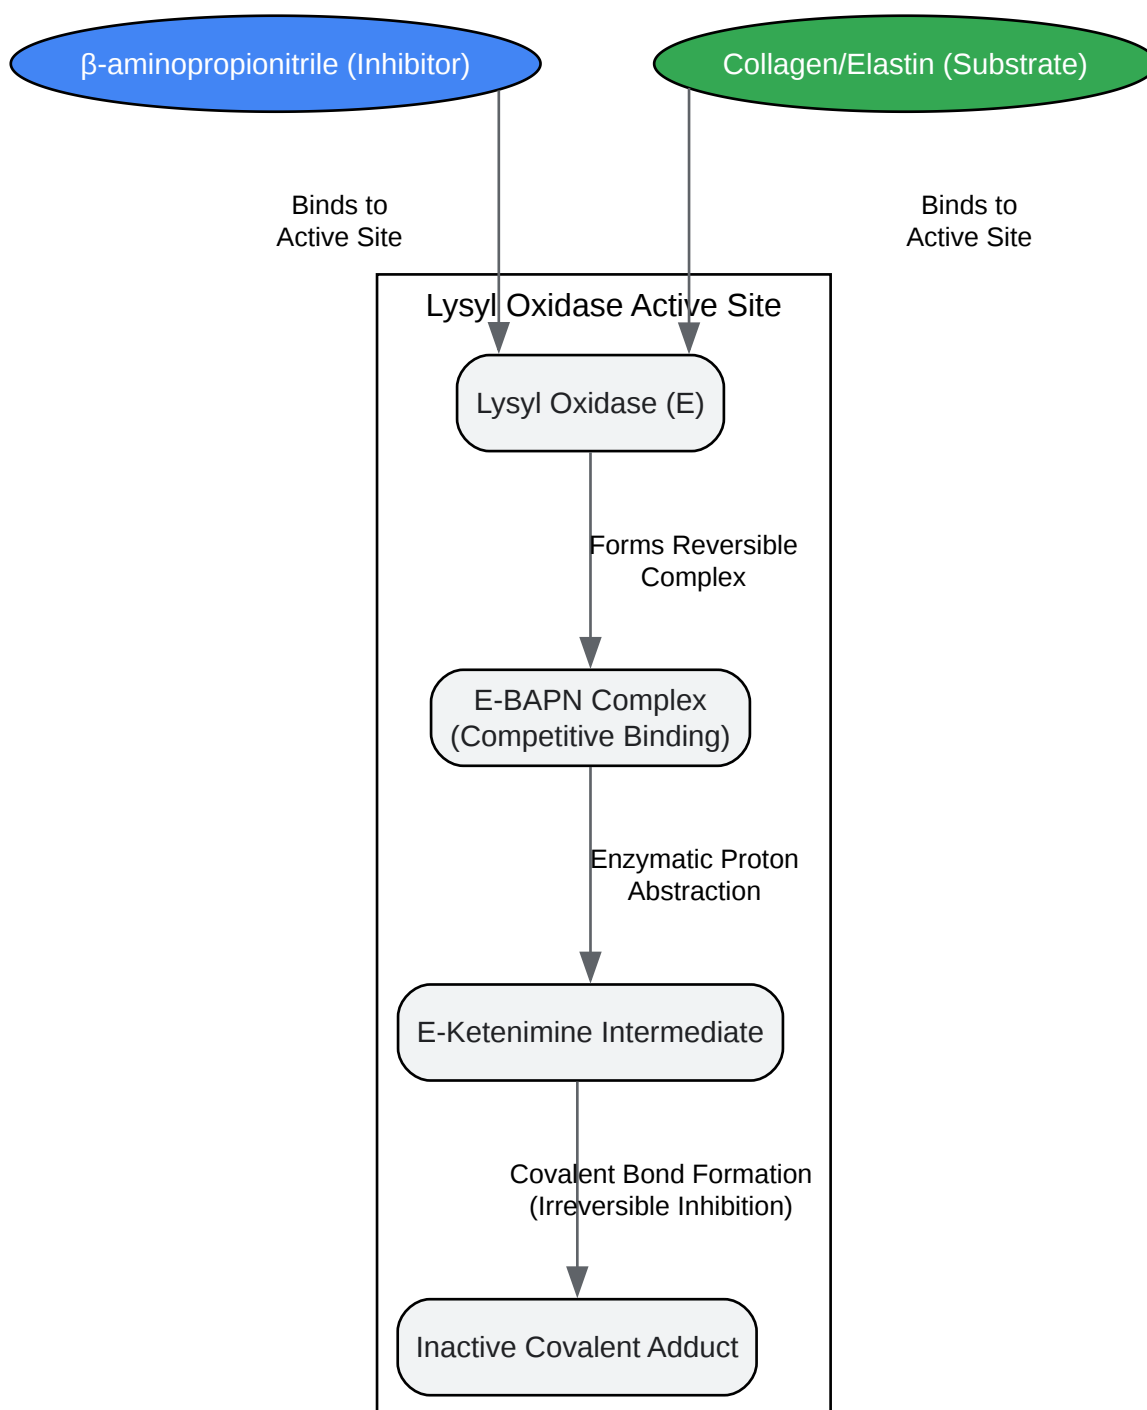 β-aminopropionitrile (Inhibitor)
Collagen/Elastin (Substrate)
Binds to
Active Site
Binds to
Active Site
Lysyl Oxidase Active Site
Lysyl Oxidase (E)
Forms Reversible
Complex
E-BAPN Complex
(Competitive Binding)
Enzymatic Proton
Abstraction
E-Ketenimine Intermediate
Covalent Bond Formation
(Irreversible Inhibition)
Inactive Covalent Adduct